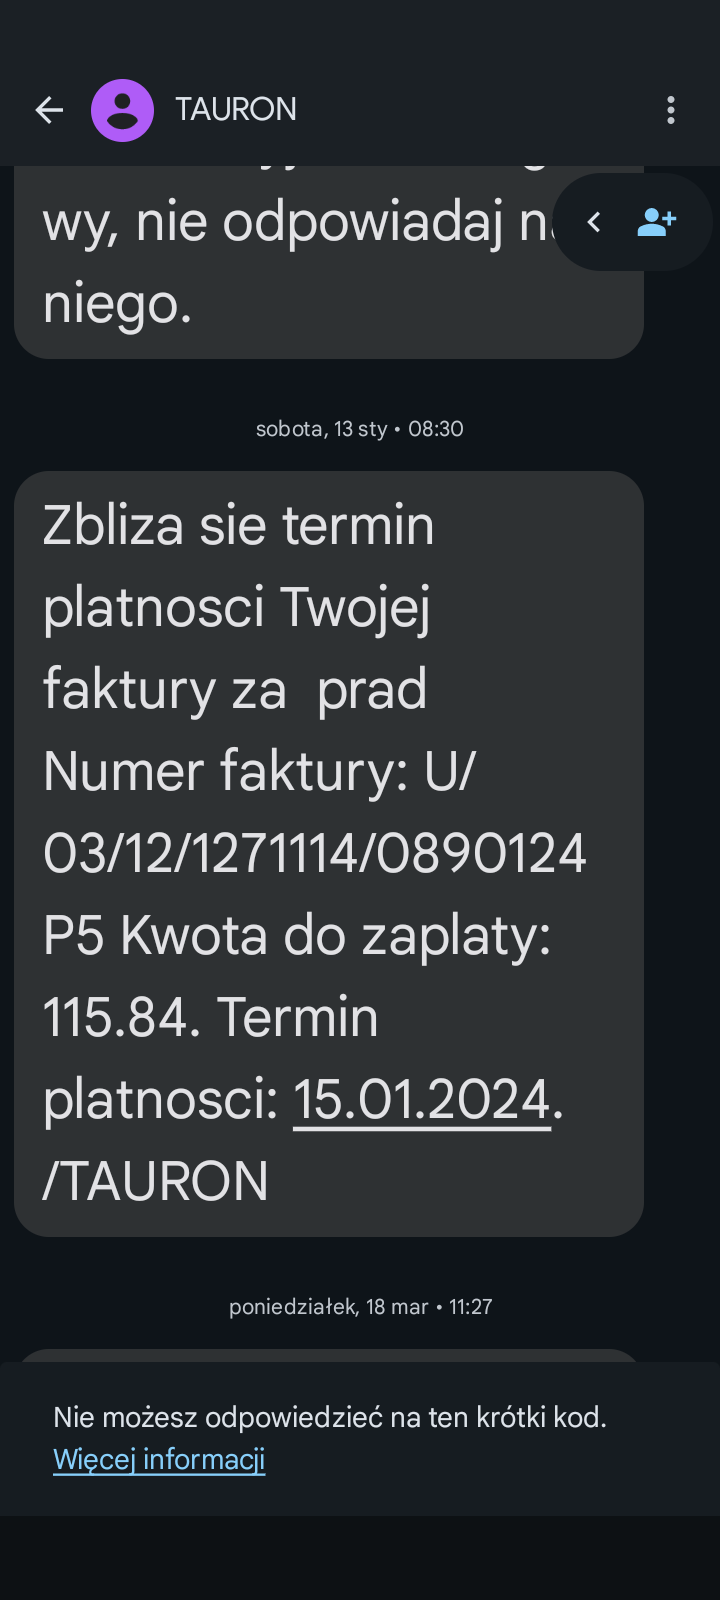 TAURON
wy, nie odpowiadaj
niego.
sobota, 13 sty • 08:30
Zbliza sie termin
platnosci Twojej
faktury za  prad
Numer faktury: U/
03/12/1271114/0890124
P5 Kwota do zaplaty:
115.84. Termin
platnosci: 15.01.2024.
/TAURON
poniedziałek, 18 mar • 11:27
Nie możesz odpowiedzieć na ten krótki kod.
Więcej informacji